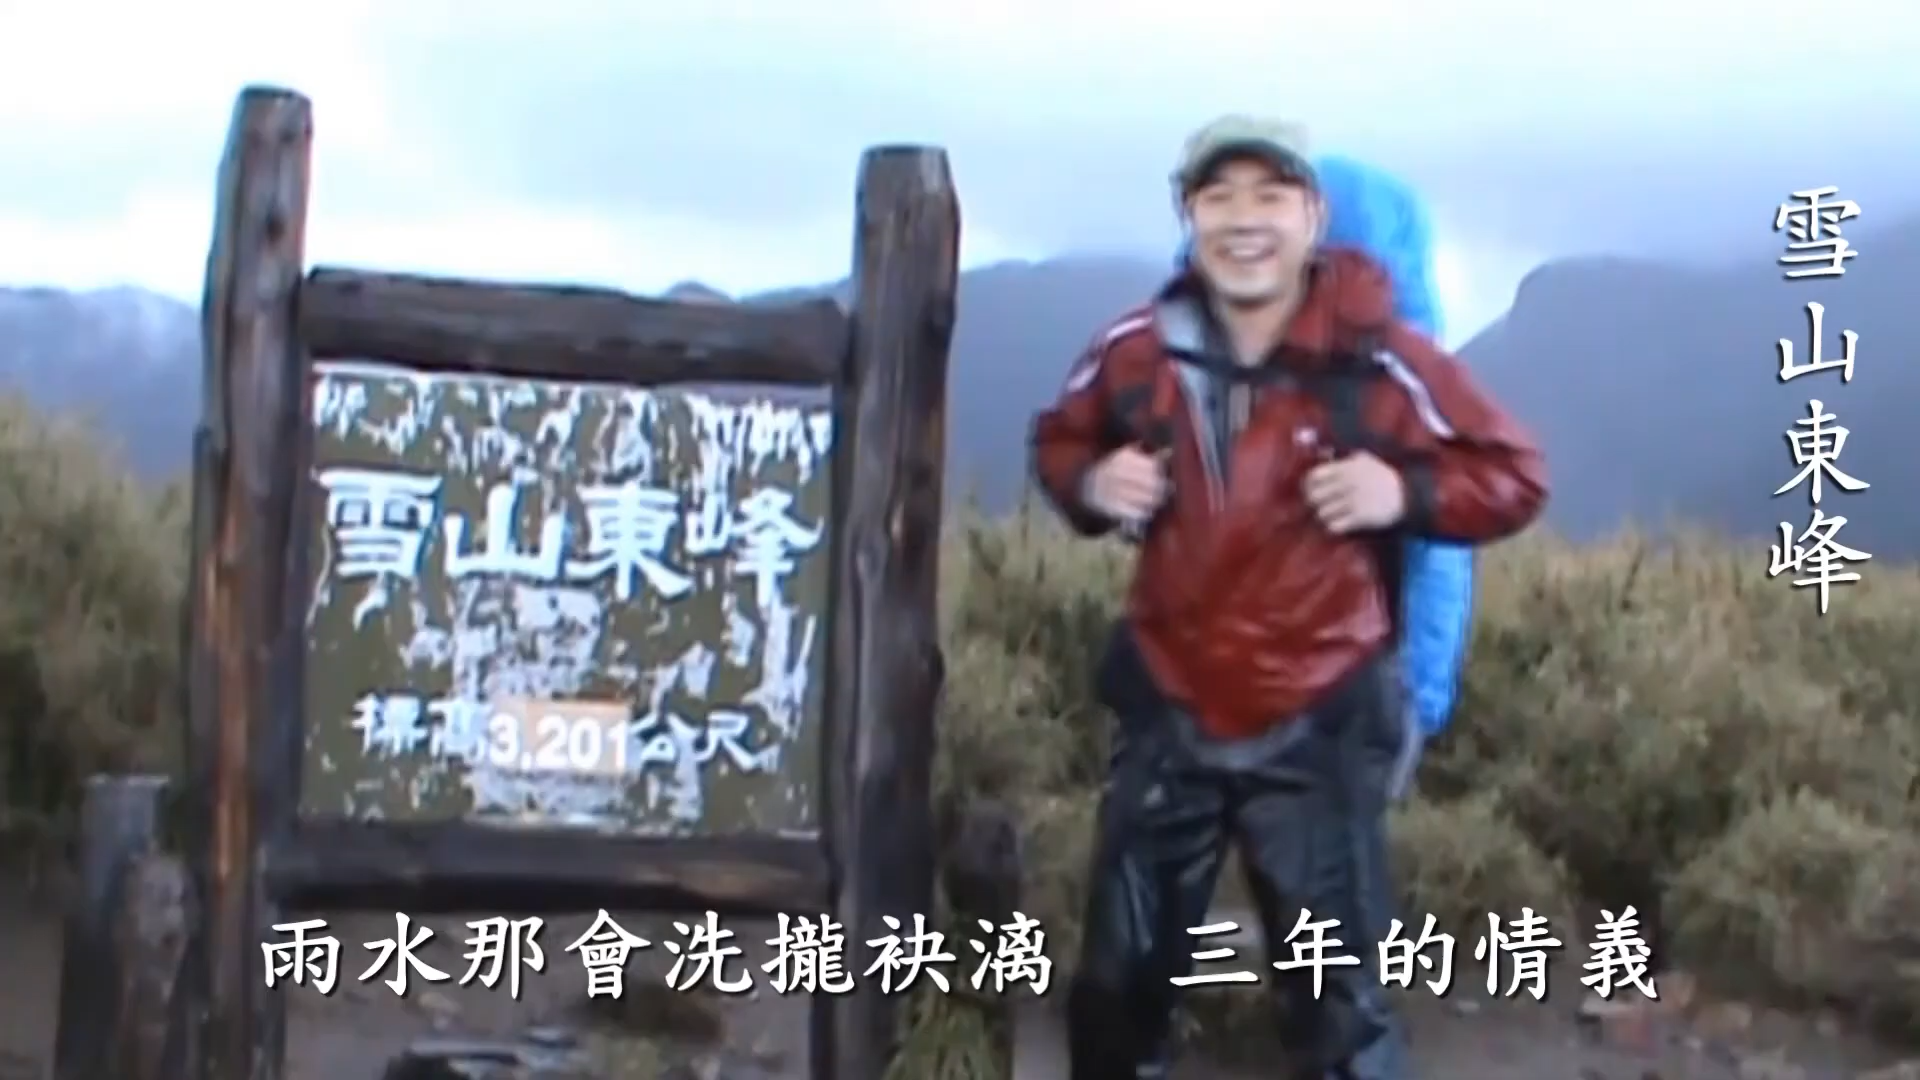 雪山東峰
雪山東峰
標高3,201公尺
雨水那會洗攏袂漓 三年的情義